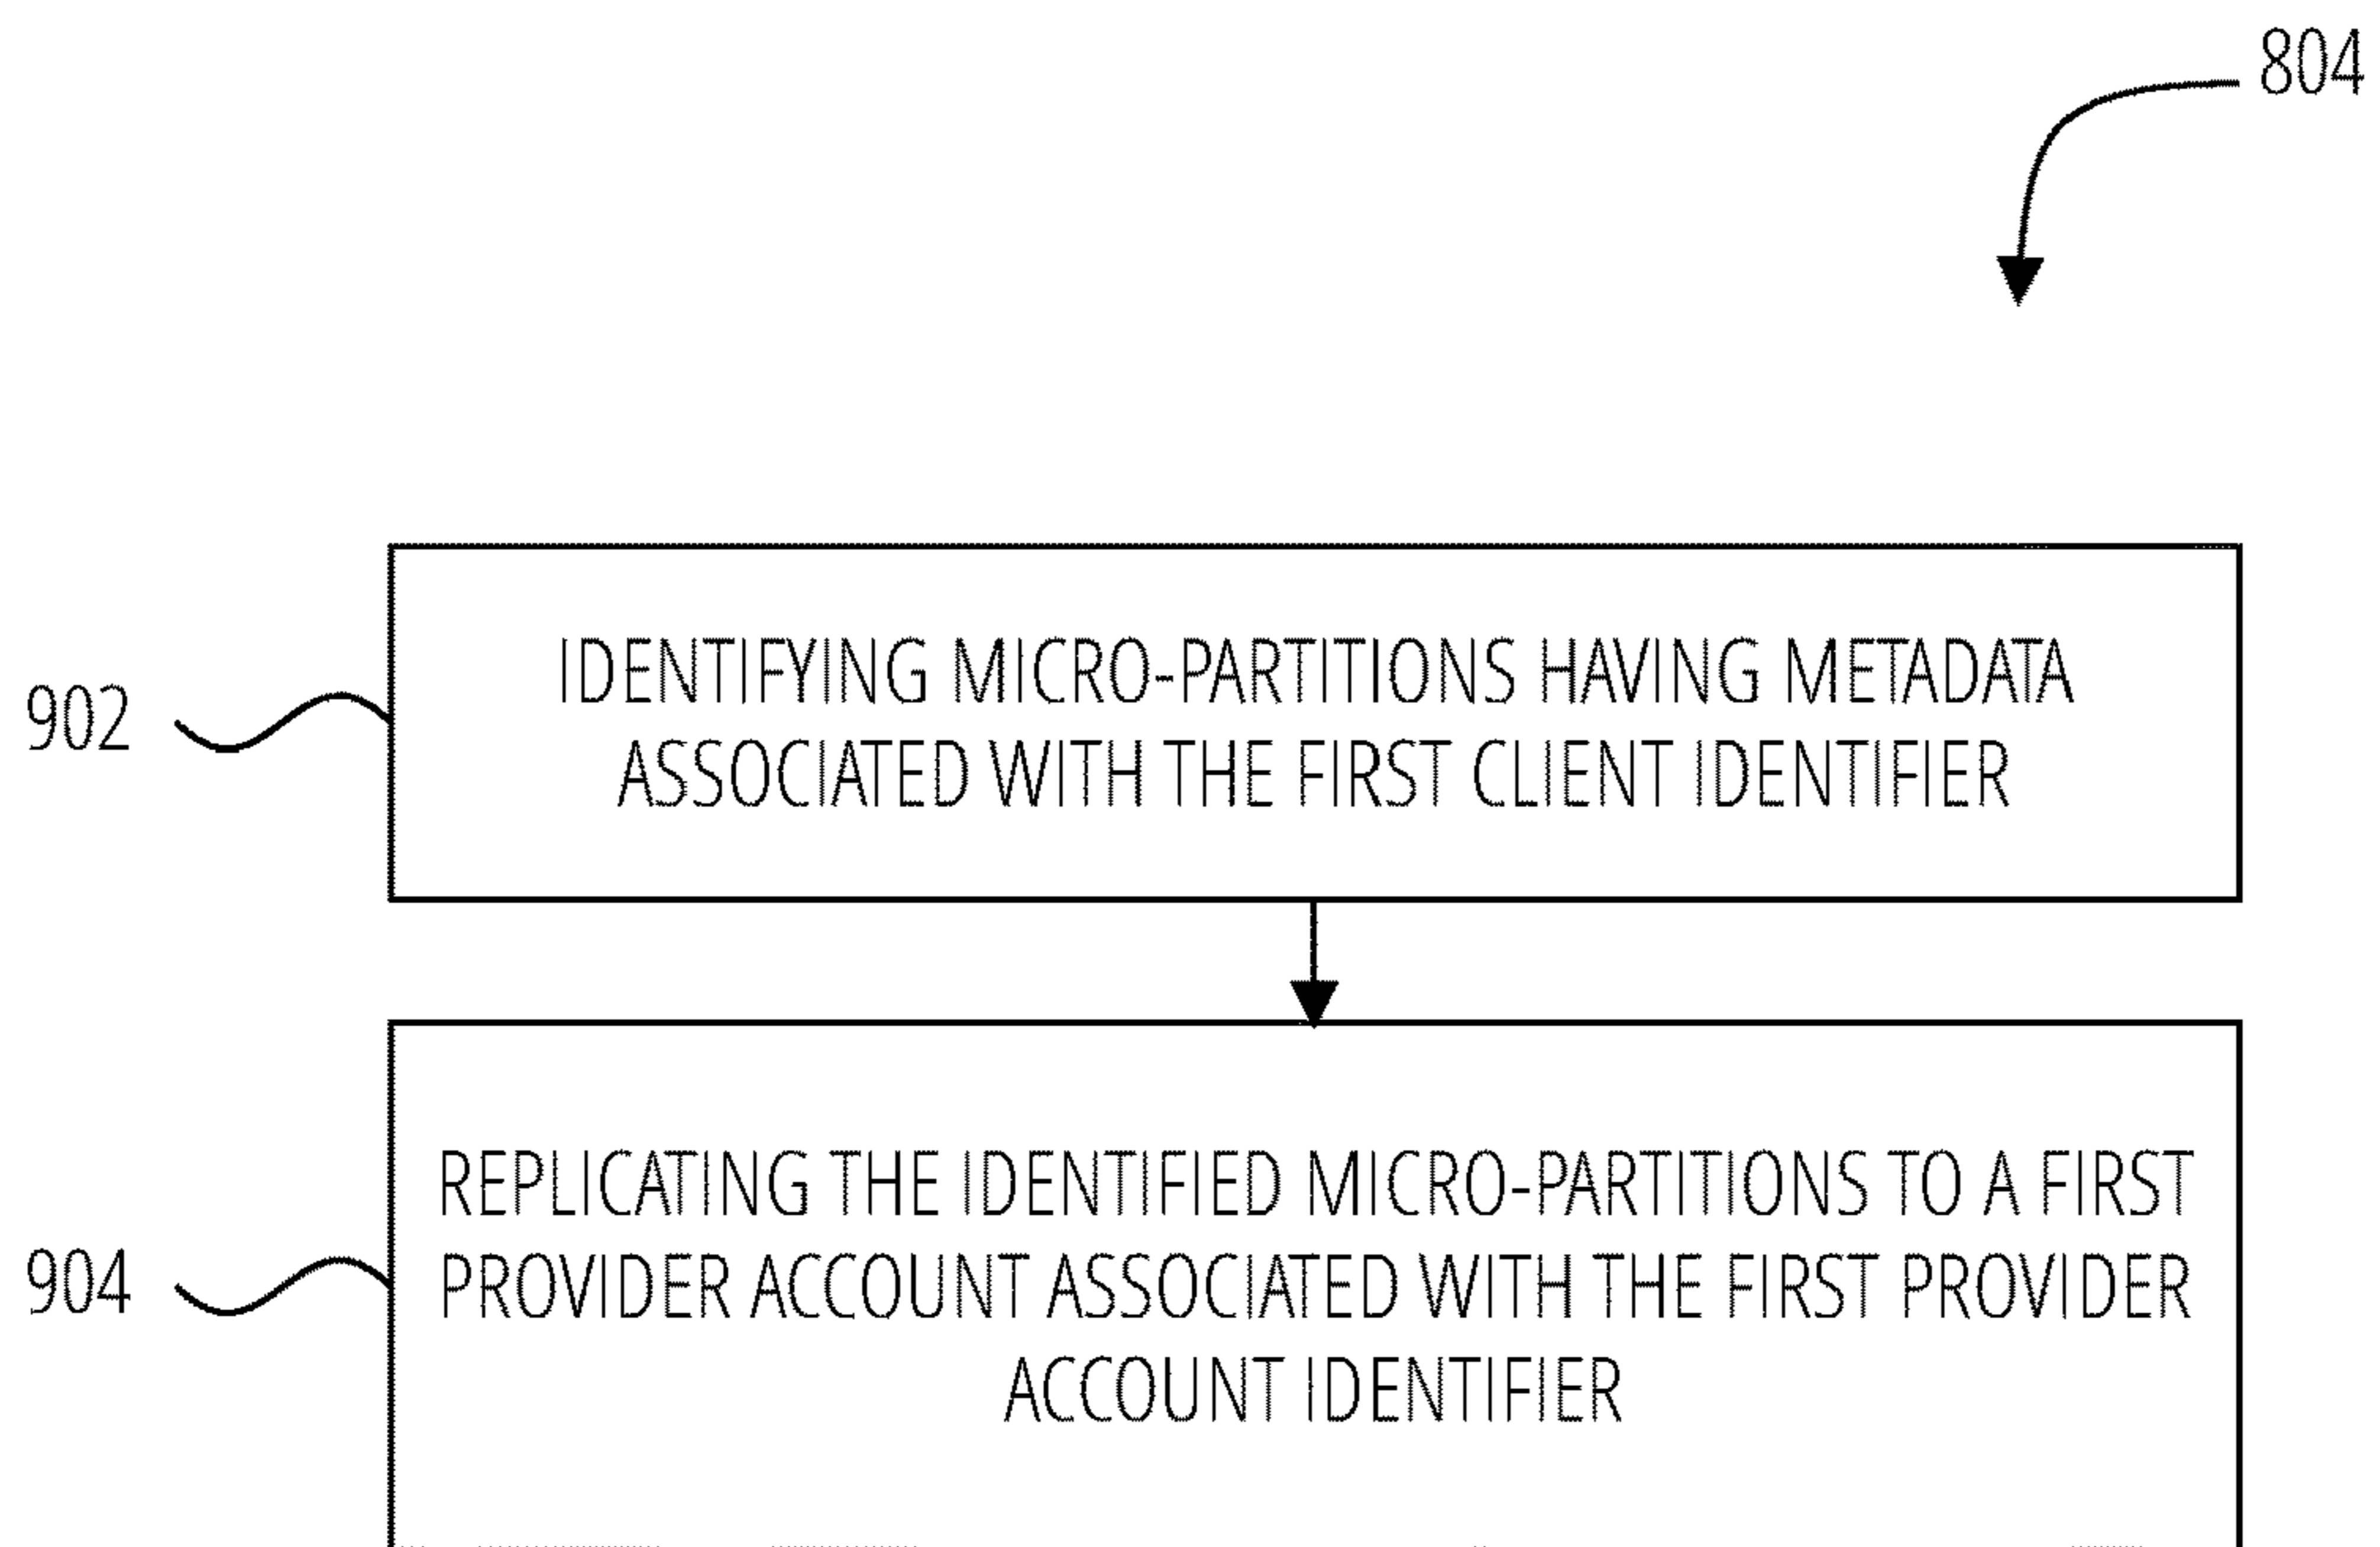 804
902
IDENTIFYING MICRO-PARTITIONS HAVING METADATA
ASSOCIATED WITH THE FIRST CLIENT IDENTIFIER
904
REPLICATING THE IDENTIFIED MICRO-PARTITIONS TO A FIRST
PROVIDER ACCOUNT ASSOCIATED WITH THE FIRST PROVIDER
ACCOUNT IDENTIFIER